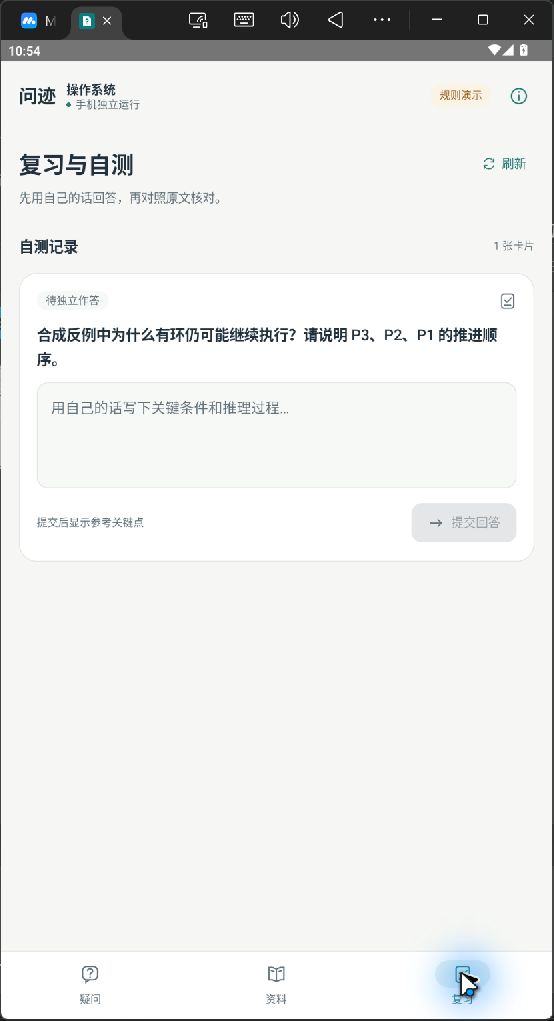 M
10:54
问迹
操作系统
手机独立运行
规则演示
复习与自测
刷新
先用自己的话回答，再对照原文核对。
自测记录
1 张卡片
待独立作答
合成反例中为什么有环仍可能继续执行？请说明 P3、P2、P1 的推进顺
序。
用自己的话写下关键条件和推理过程...
提交后显示参考关键点
→ 提交回答
疑问
资料
复习